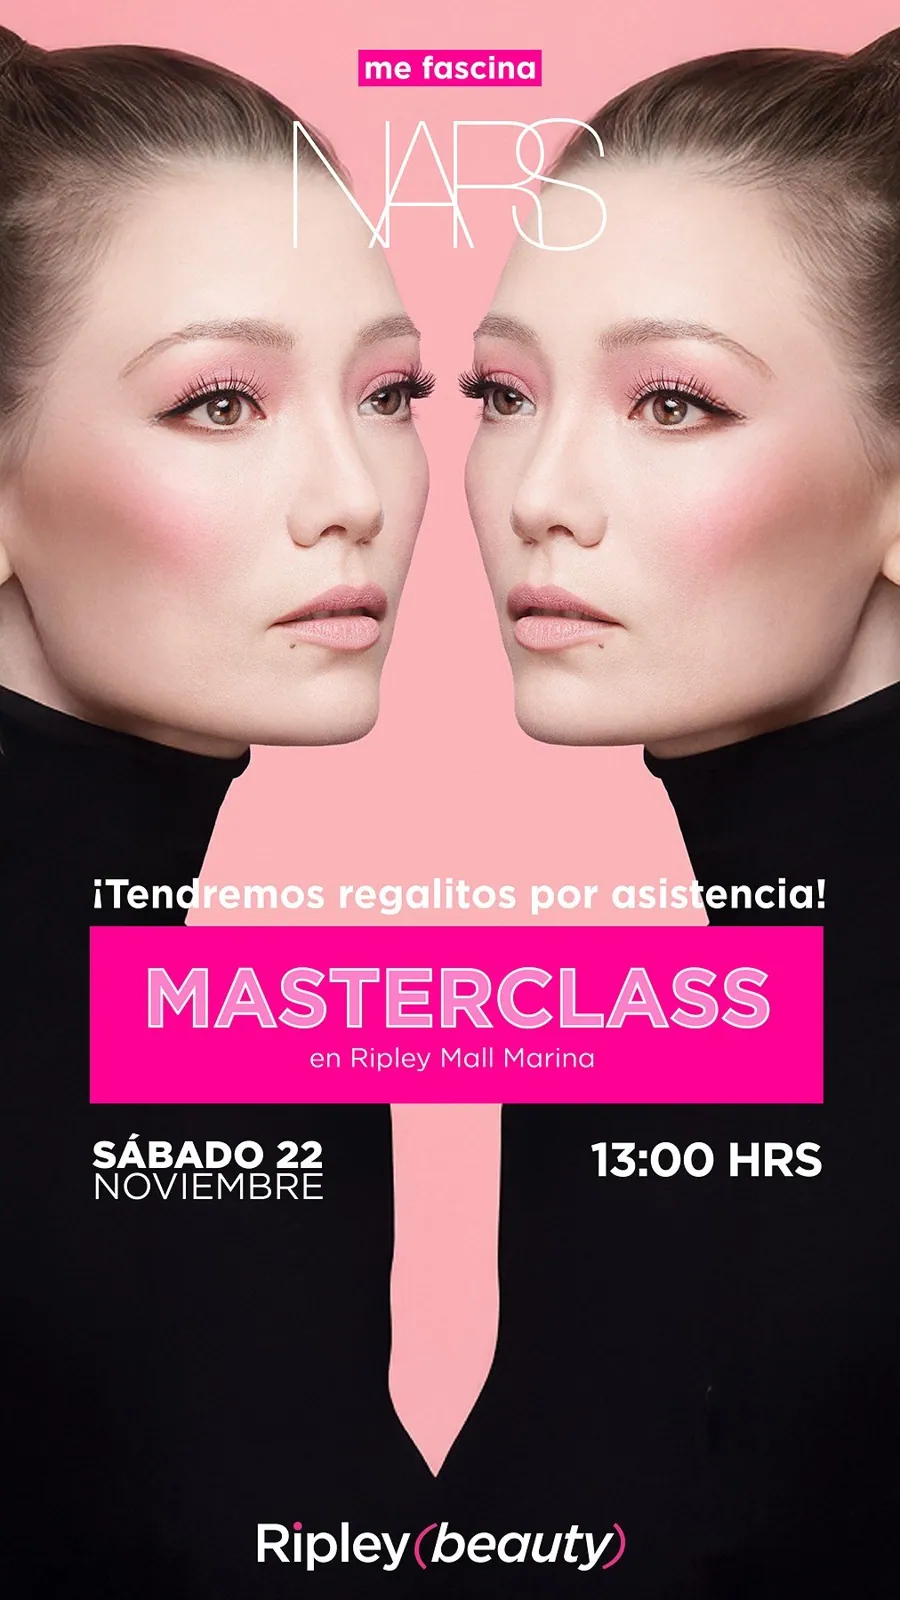 me fascina
NARS
¡Tendremos regalitos por asistencia!
MASTERCLASS
en Ripley Mall Marina
SÁBADO 22
NOVIEMBRE
13:00 HRS
Ripley(beauty)